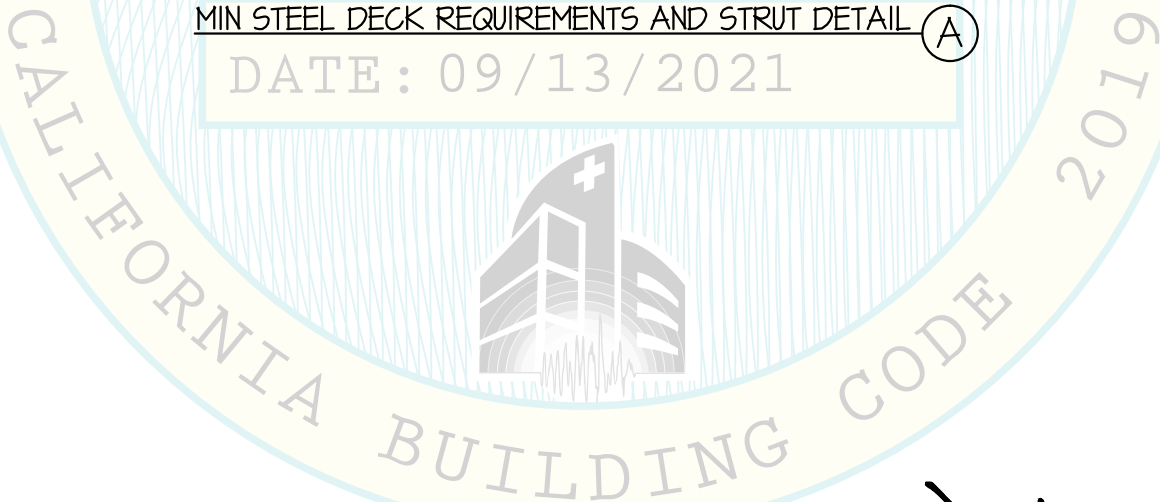 MIN STEEL DECK REQUIREMENTS AND STRUT DETAIL A
DATE: 09/13/2021
CALIFORNIA BUILDING CODE 2019